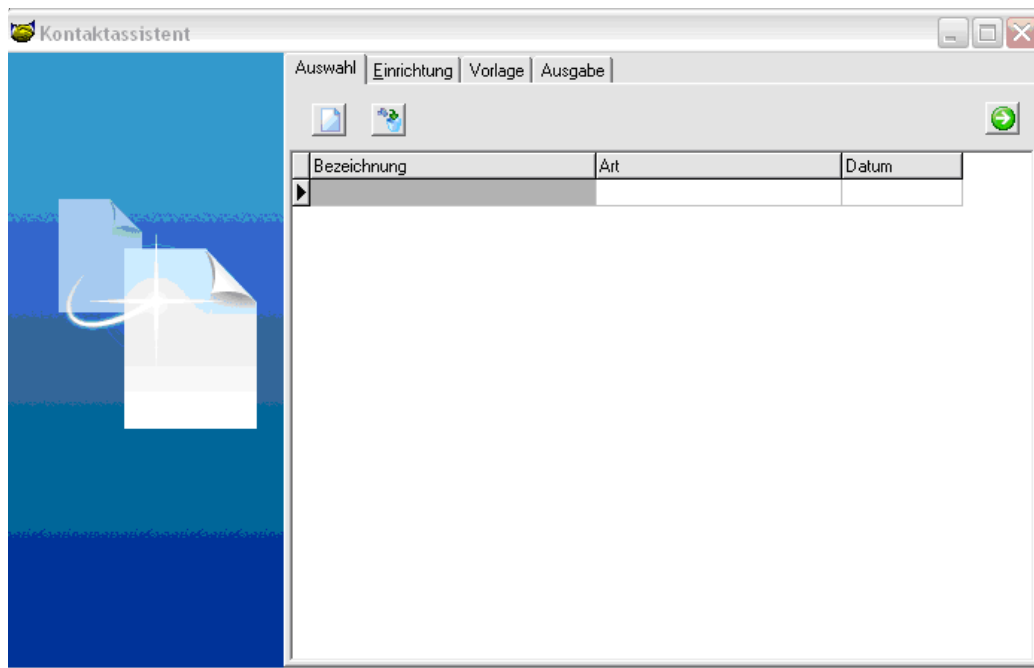 Kontaktassistent
Auswahl Einrichtung Vorlage Ausgabe
Bezeichnung Art Datum